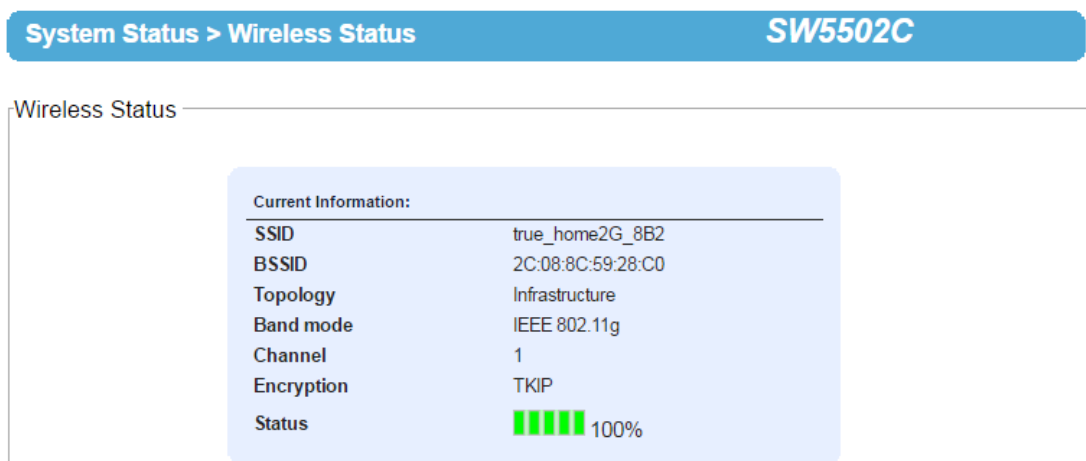 System Status > Wireless Status SW5502C
Wireless Status
Current Information:
SSID true_home2G_8B2
BSSID 2C:08:8C:59:28:C0
Topology Infrastructure
Band mode IEEE 802.11g
Channel 1
Encryption TKIP
Status 100%